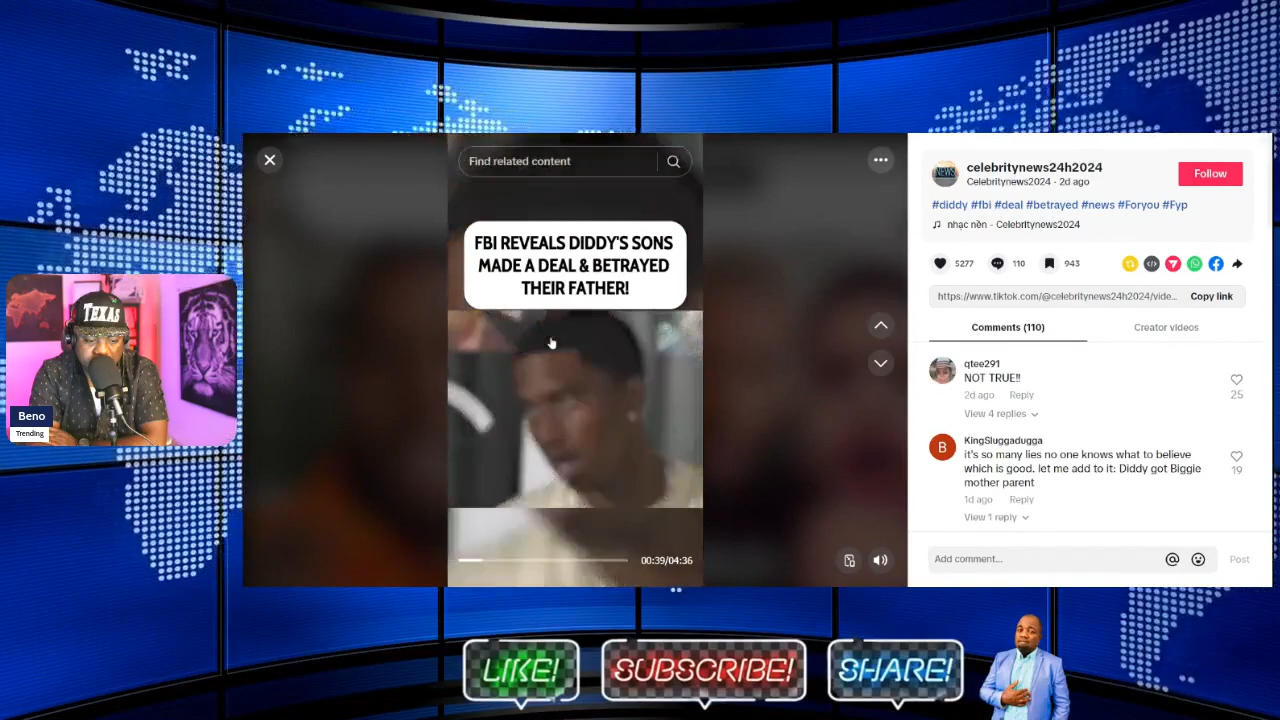 Find related content
FBI REVEALS DIDDY'S SONS
MADE A DEAL & BETRAYED
THEIR FATHER!
00:39/04:36
TEXAS
Beno
Trending
NEWS
celebritynews24h2024
Celebritynews2024 · 2d ago
Follow
#diddy #fbi #deal #betrayed #news #Foryou #Fyp
nhạc nền - Celebritynews2024
5277
110
943
https://www.tiktok.com/@celebritynews24h2024/vide...
Copy link
Comments (110)
Creator videos
qtee291
NOT TRUE!!
2d ago
Reply
25
View 4 replies
B
KingSluggadugga
it's so many lies no one knows what to believe
which is good. let me add to it: Diddy got Biggie
mother parent
19
1d ago
Reply
View 1 reply
Add comment...
Post
LIKE!
SUBSCRIBE!
SHARE!